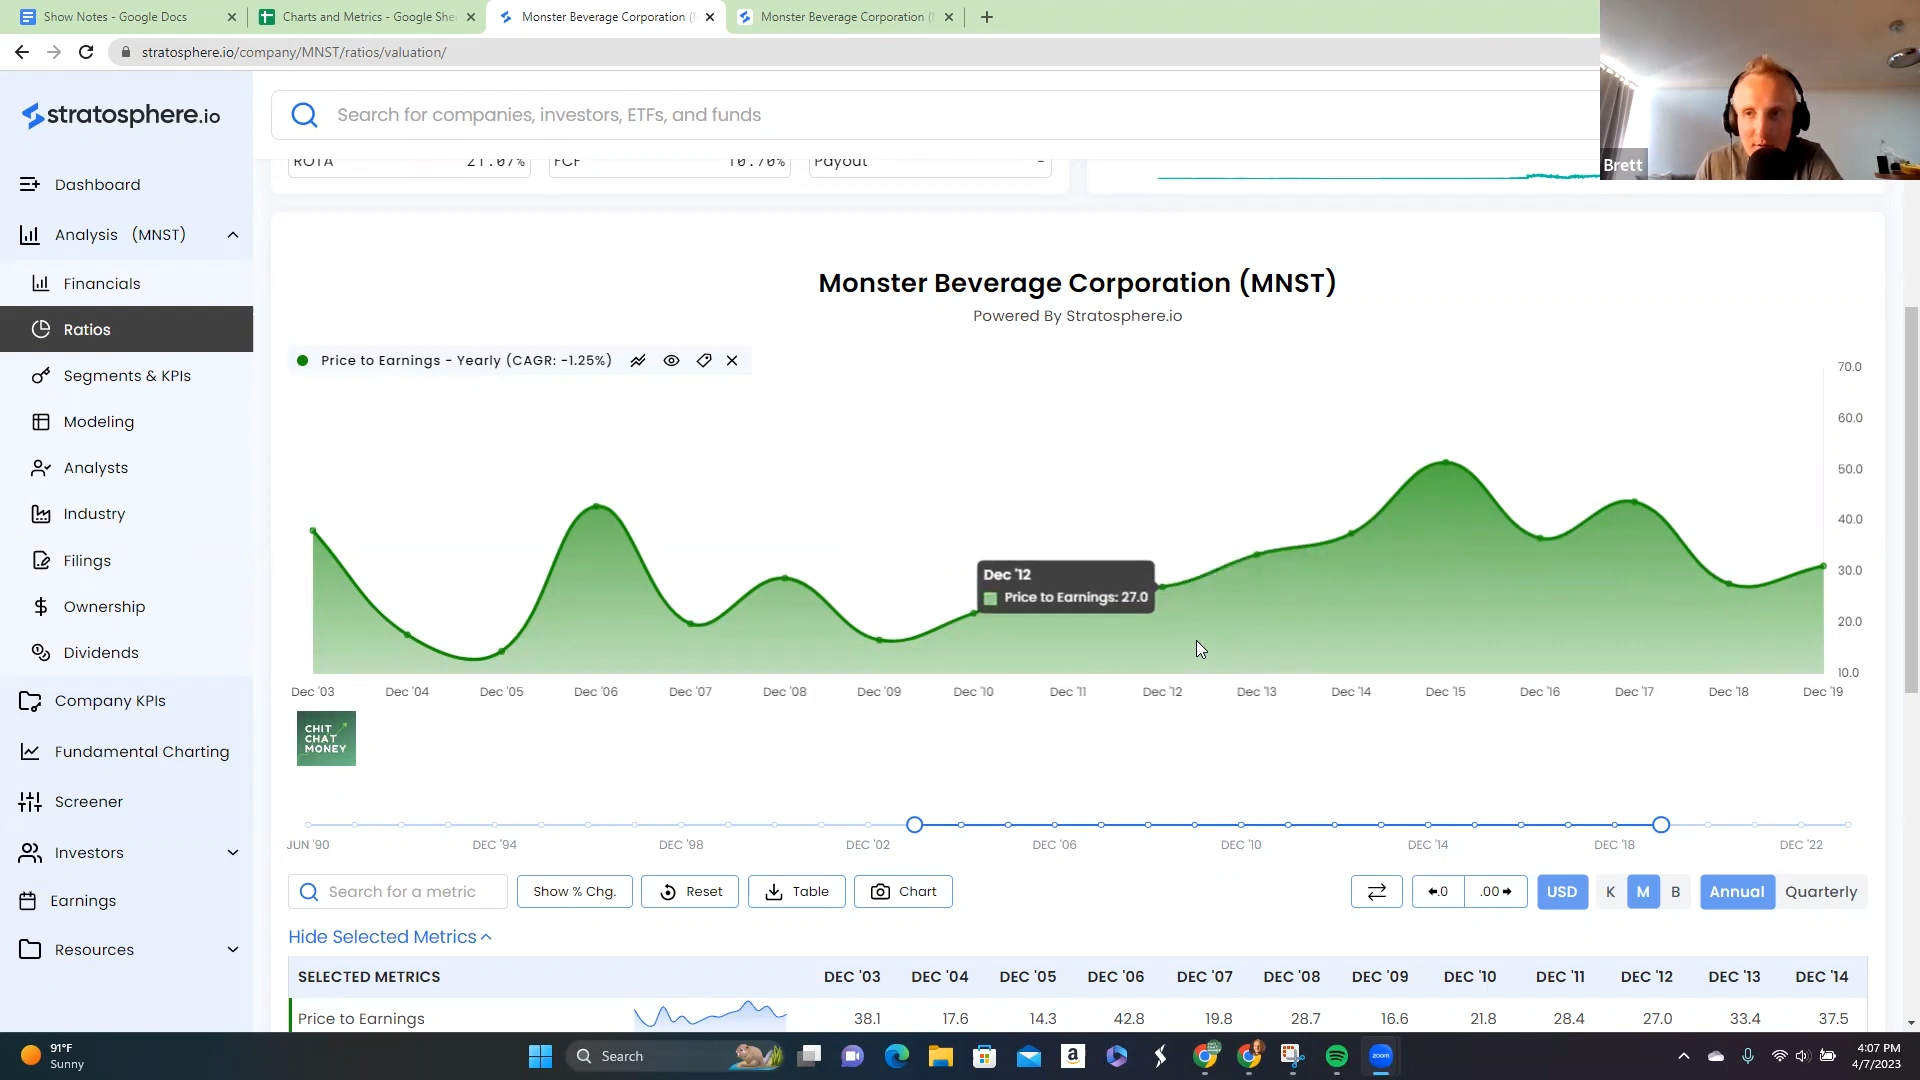 Show Notes - Google Docs
Charts and Metrics - Google She
Monster Beverage Corporation (
Monster Beverage Corporation (
stratosphere.io/company/MNST/ratios/valuation/
stratosphere.io
Search for companies, investors, ETFs, and funds
Brett
ROTA 21.07%
FCF 10.70%
Payout -
Dashboard
Analysis (MNST)
Financials
Ratios
Segments & KPIs
Modeling
Analysts
Industry
Filings
Ownership
Dividends
Company KPIs
Fundamental Charting
Screener
Investors
Earnings
Resources
Monster Beverage Corporation (MNST)
Powered By Stratosphere.io
Price to Earnings - Yearly (CAGR: -1.25%)
70.0
60.0
50.0
40.0
30.0
20.0
10.0
Dec '12
Price to Earnings: 27.0
Dec '03 Dec '04 Dec '05 Dec '06 Dec '07 Dec '08 Dec '09 Dec '10 Dec '11 Dec '12 Dec '13 Dec '14 Dec '15 Dec '16 Dec '17 Dec '18 Dec '19
CHIT
CHAT
MONEY
JUN '90 DEC '94 DEC '98 DEC '02 DEC '06 DEC '10 DEC '14 DEC '18 DEC '22
Search for a metric
Show % Chg.
Reset
Table
Chart
.0
.00
USD
K M B
Annual Quarterly
Hide Selected Metrics
SELECTED METRICS DEC '03 DEC '04 DEC '05 DEC '06 DEC '07 DEC '08 DEC '09 DEC '10 DEC '11 DEC '12 DEC '13 DEC '14
Price to Earnings 38.1 17.6 14.3 42.8 19.8 28.7 16.6 21.8 28.4 27.0 33.4 37.5
91°F
Sunny
Search
zoom
4:07 PM
4/7/2023